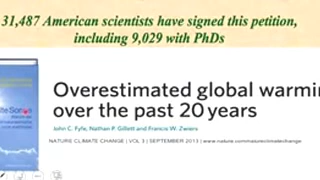 31,487 American scientists have signed this petition,
including 9,029 with PhDs
Overestimated global warmin
over the past 20 years
John C. Fyfe, Nathan P. Gillett and Francis W. Zwiers
NATURE CLIMATE CHANGE | VOL 3 | SEPTEMBER 2013 | www.nature.com/natureclimatechange